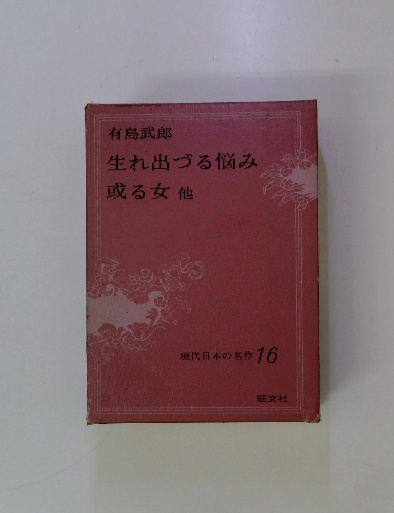 有島武郎
生れ出づる悩み
或る女 他
現代日本の名作16
旺文社